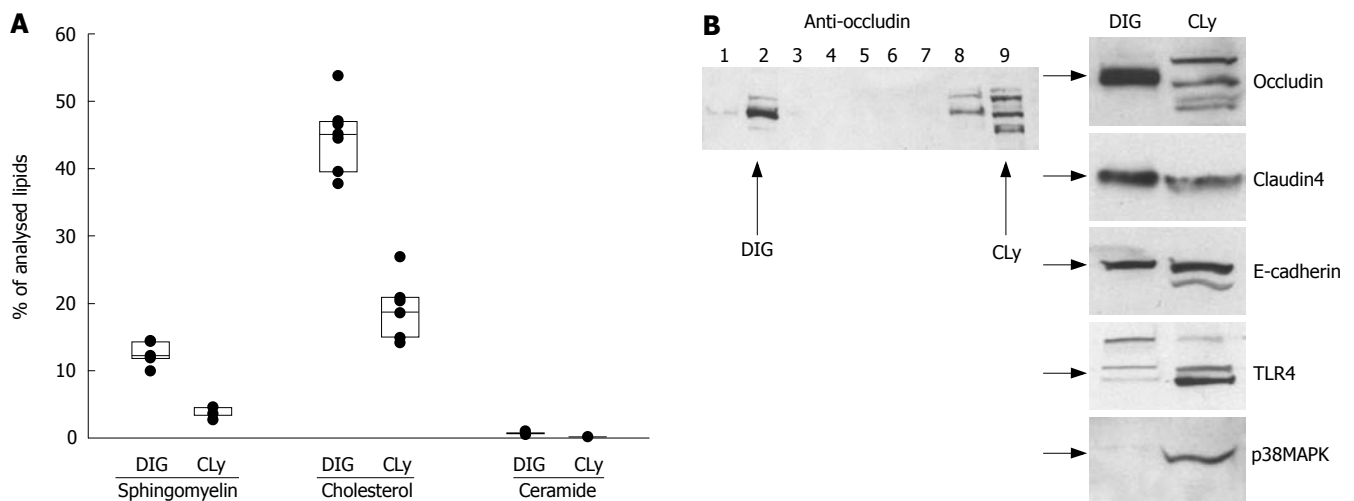 A
% of analysed lipids
60
50
40
30
20
10
0
DIG CLy DIG CLy DIG CLy
Sphingomyelin Cholesterol Ceramide
B
Anti-occludin
1 2 3 4 5 6 7 8 9
DIG CLy
DIG CLy
Occludin
Claudin4
E-cadherin
TLR4
p38MAPK